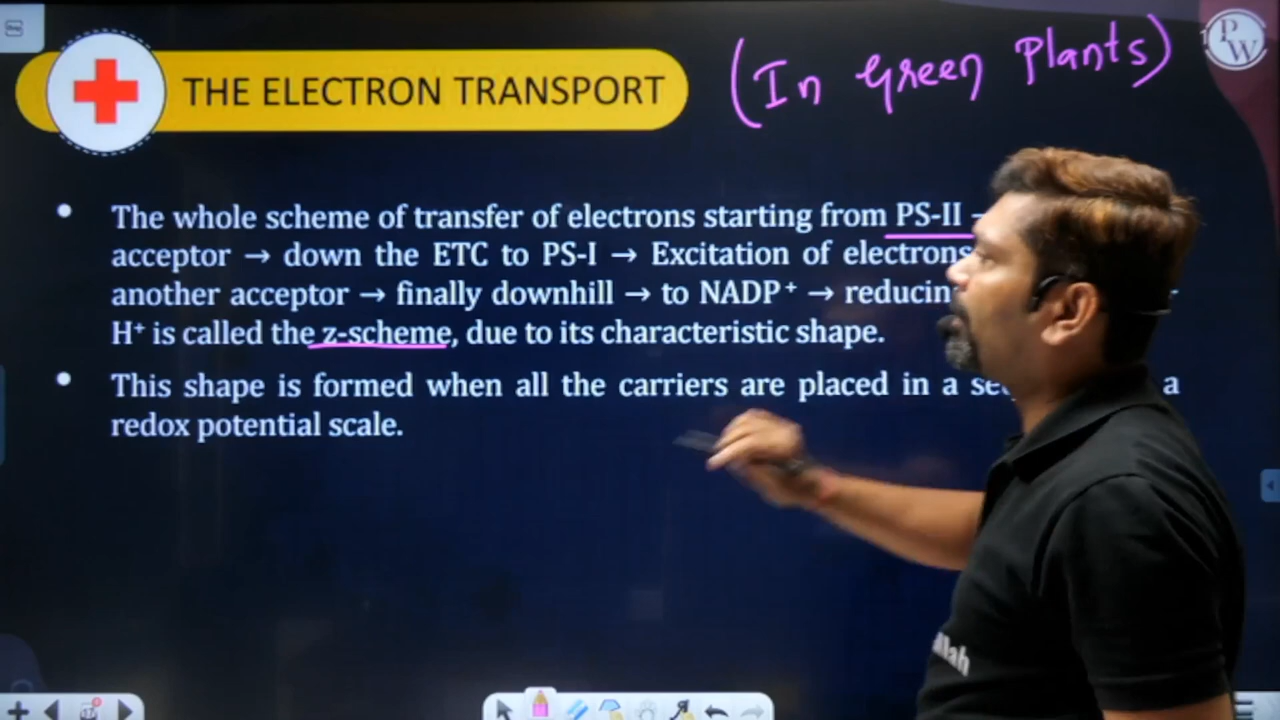 THE ELECTRON TRANSPORT
(In Green Plants)
PW
The whole scheme of transfer of electrons starting from PS-II
acceptor → down the ETC to PS-I → Excitation of electrons
another acceptor → finally downhill → to NADP⁺ → reducin
H⁺ is called the z-scheme, due to its characteristic shape.
This shape is formed when all the carriers are placed in a a
redox potential scale.